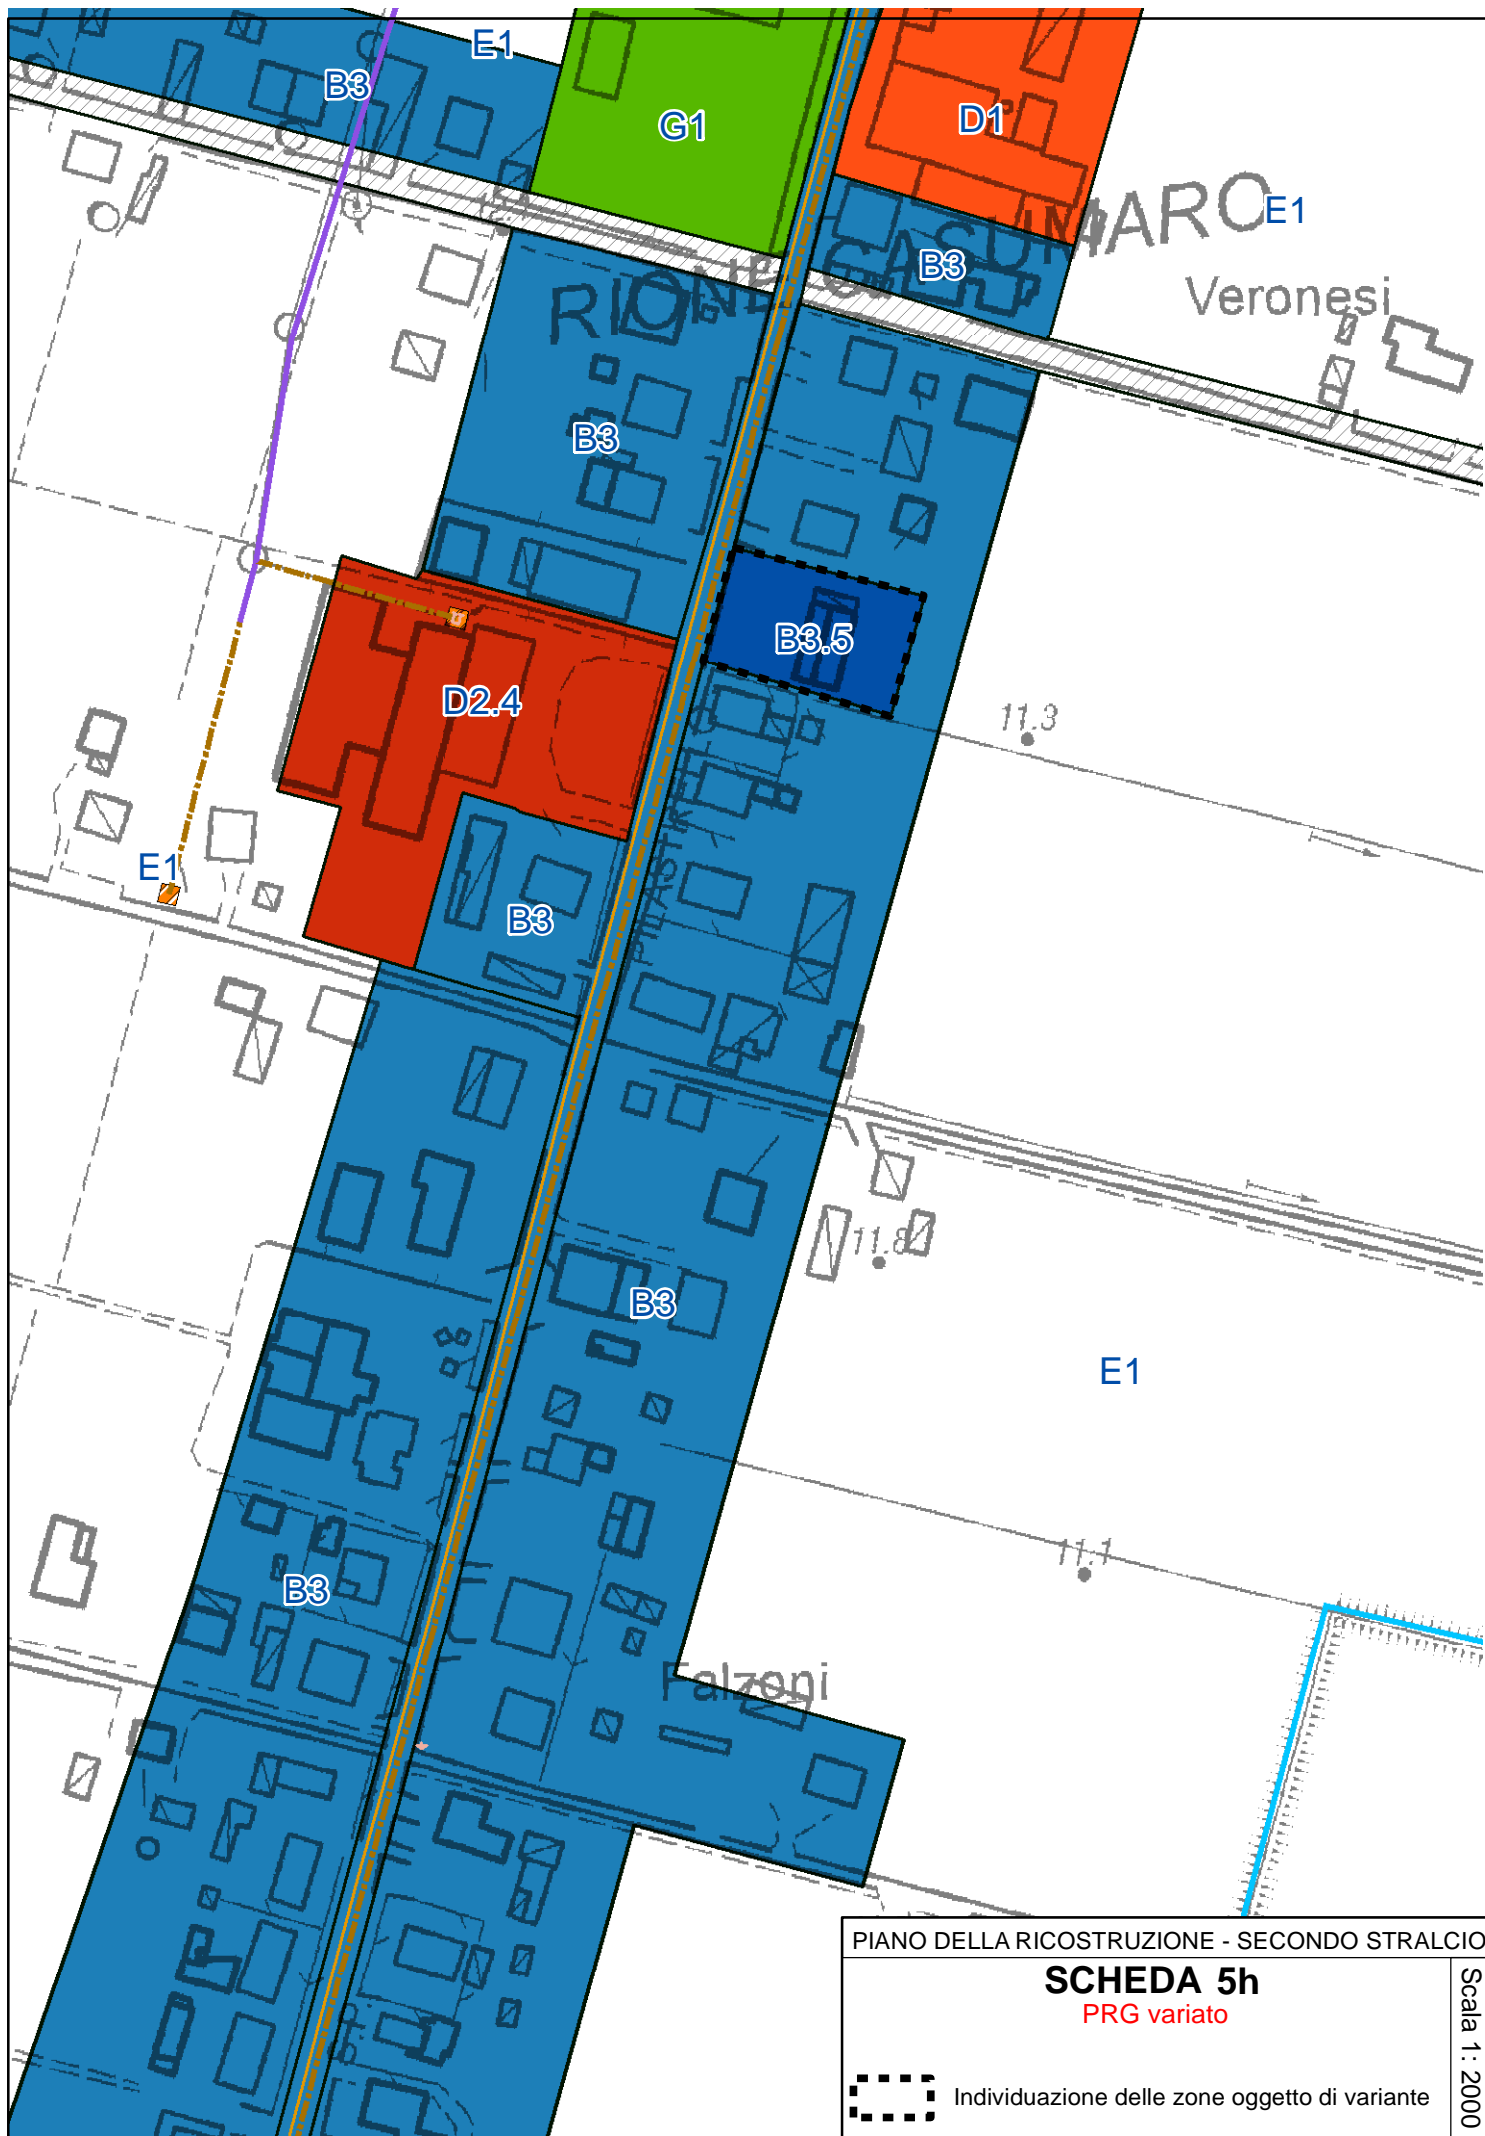 E1
B3
G1
D1
E1
RIONE CASUMARO
B3
Veronesi
B3
B3.5
D2.4
11.3
E1
B3
11.8
B3
E1
11.1
B3
Falzoni
PIANO DELLA RICOSTRUZIONE - SECONDO STRALCIO
SCHEDA 5h
PRG variato
Individuazione delle zone oggetto di variante
Scala 1: 2000